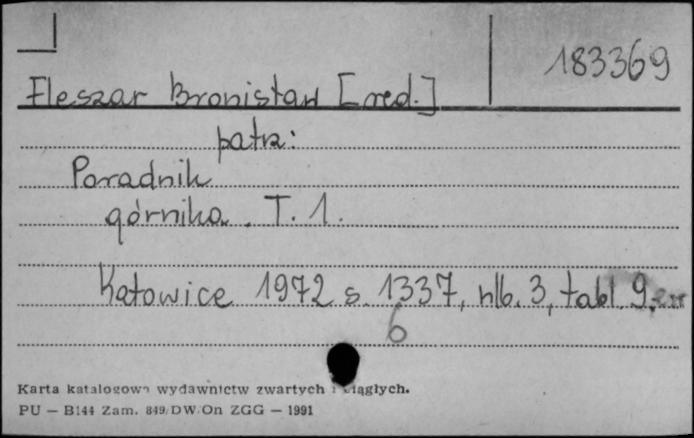 183369
Fleszar Bronisław [red.]
patrz:
Poradnik
górnika. T. 1.
Katowice 1972 s. 1337, nlb. 3, tabl. 9,
6
Karta katalogowa wydawnictw zwartych i ciągłych.
PU — B144 Zam. 849/DW/On ZGG — 1991